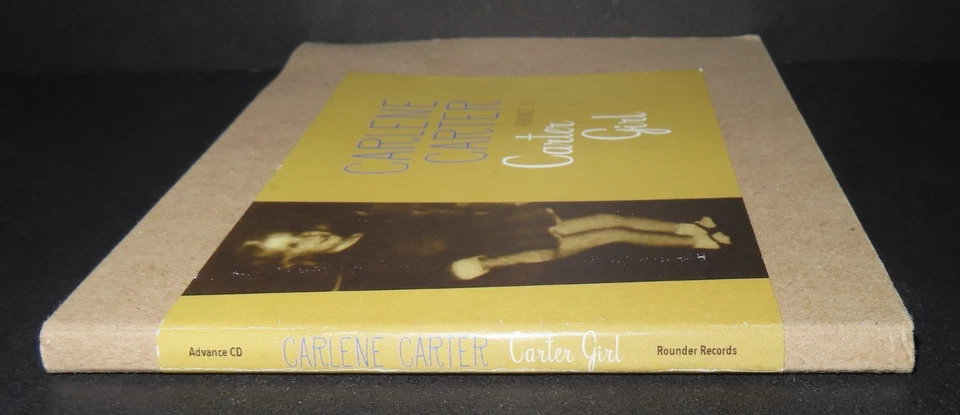 CARLENE
CARTER
Carter
Girl
Advance CD
CARLENE CARTER
Carter Girl
Rounder Records